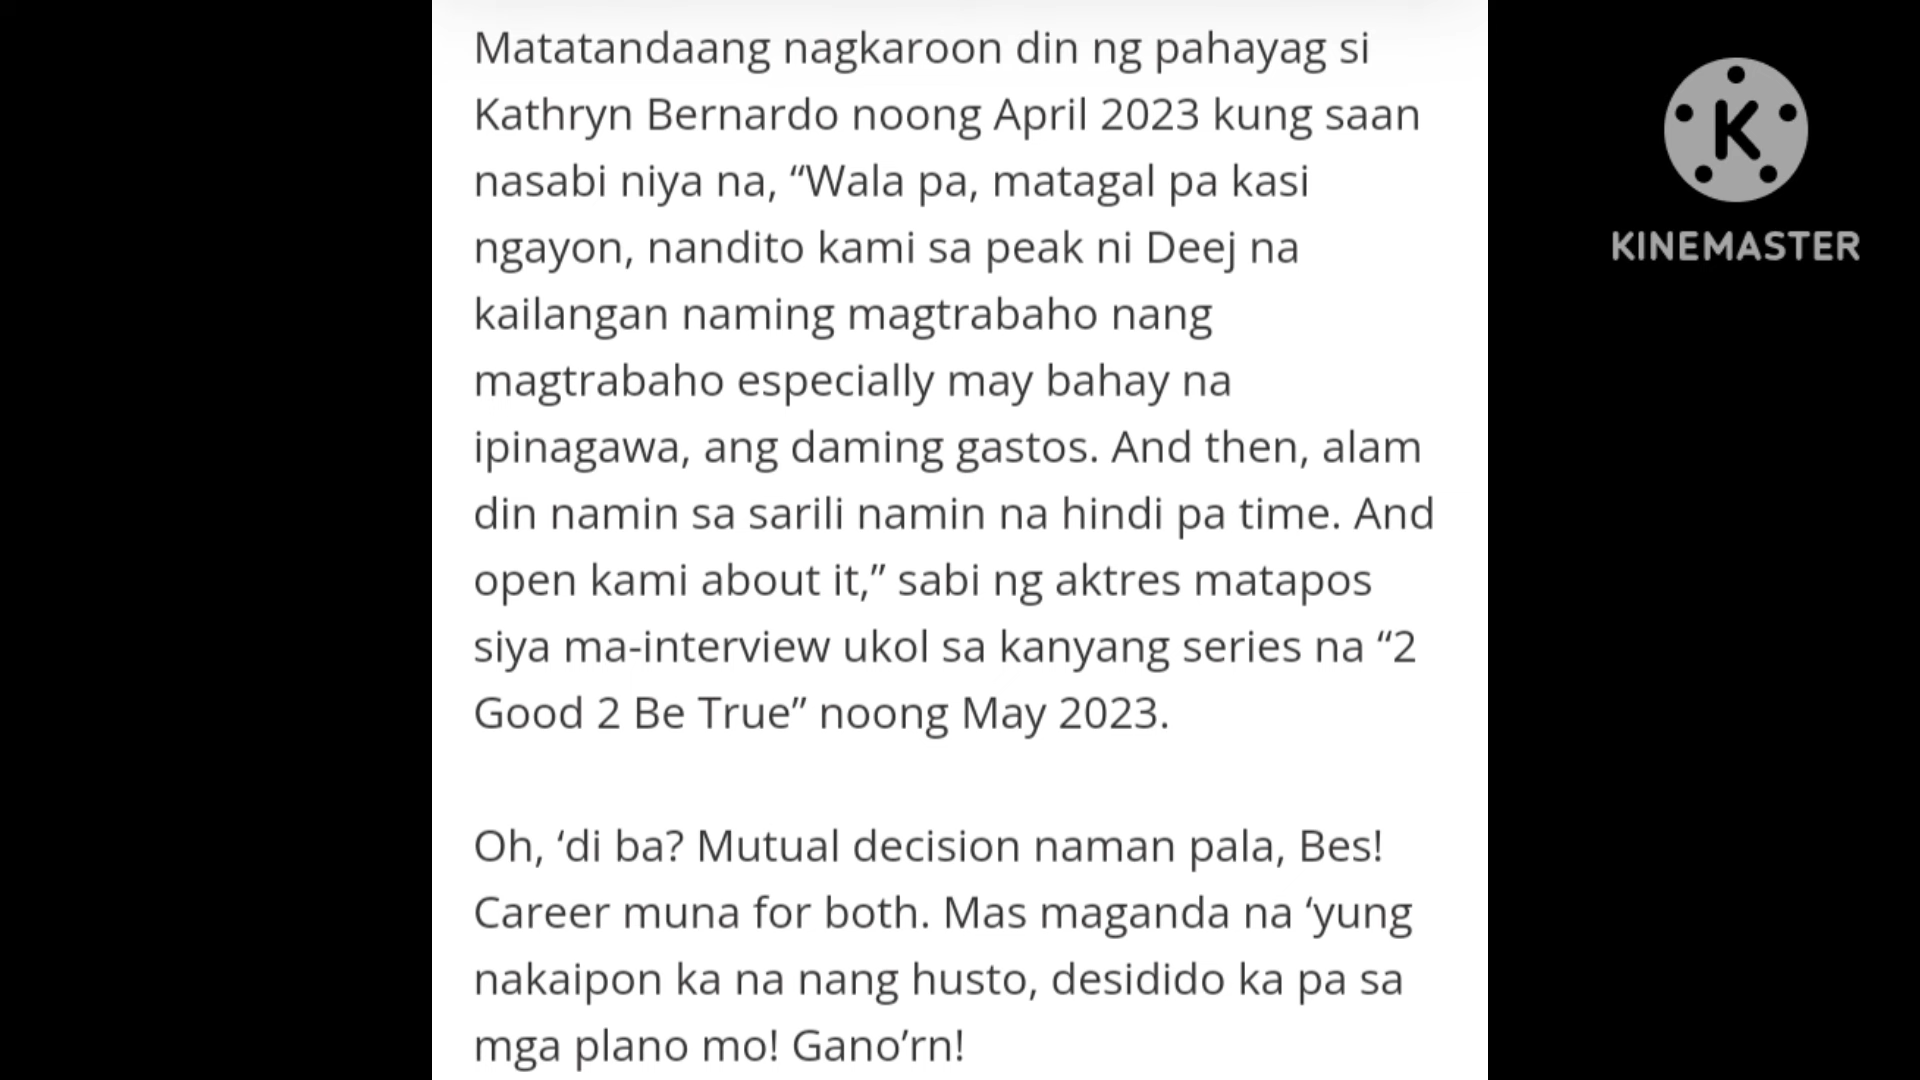 Matatandaang nagkaroon din ng pahayag si
Kathryn Bernardo noong April 2023 kung saan
nasabi niya na, “Wala pa, matagal pa kasi
ngayon, nandito kami sa peak ni Deej na
kailangan naming magtrabaho nang
magtrabaho especially may bahay na
ipinagawa, ang daming gastos. And then, alam
din namin sa sarili namin na hindi pa time. And
open kami about it,” sabi ng aktres matapos
siya ma-interview ukol sa kanyang series na “2
Good 2 Be True” noong May 2023.
Oh, ‘di ba? Mutual decision naman pala, Bes!
Career muna for both. Mas maganda na ‘yung
nakaipon ka na nang husto, desidido ka pa sa
mga plano mo! Gano’rn!
K
KINEMASTER